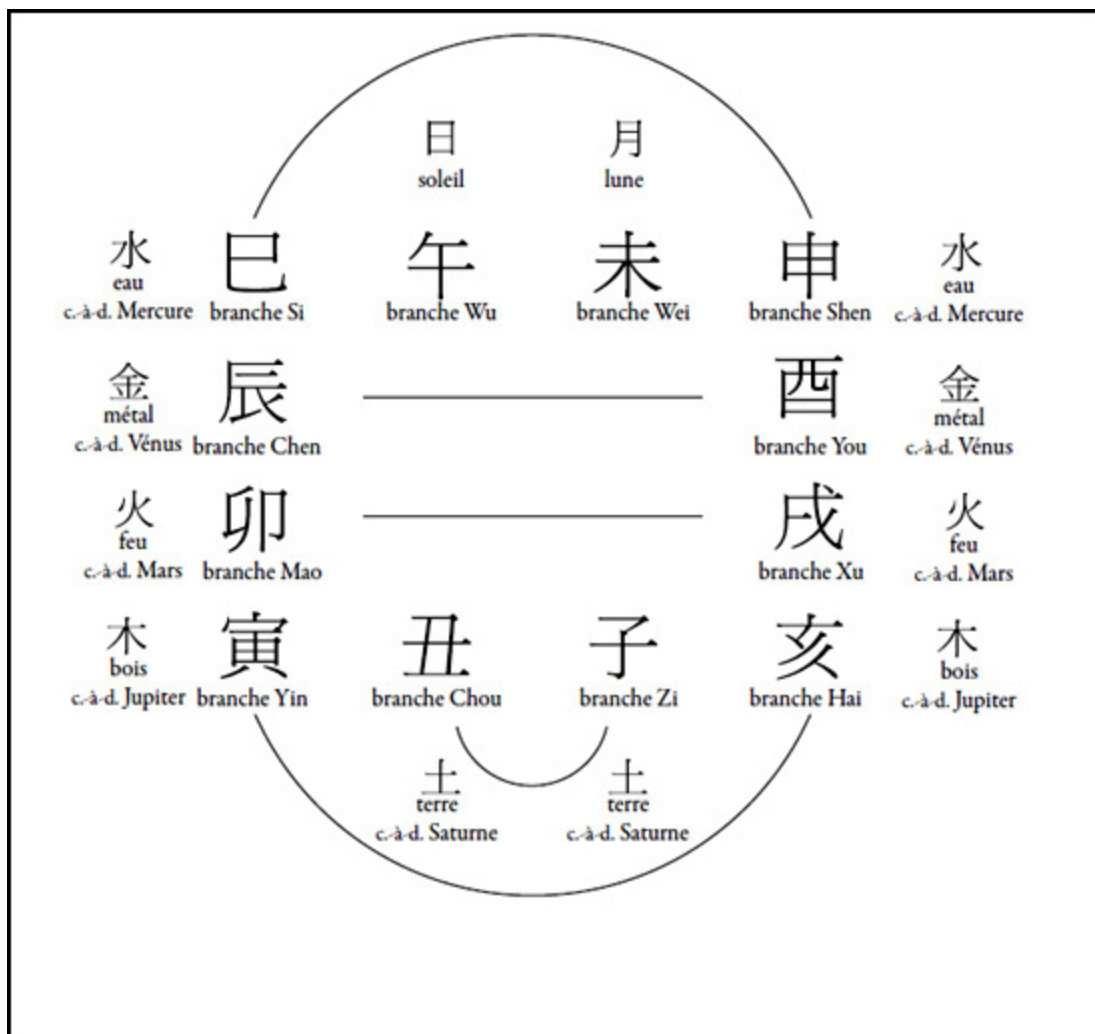 日 月
soleil lune
水 巳 午 未 申 水
eau eau
c.-à-d. Mercure branche Si branche Wu branche Wei branche Shen c.-à-d. Mercure
金 辰 酉 金
métal métal
c.-à-d. Vénus branche Chen branche You c.-à-d. Vénus
火 卯 戌 火
feu feu
c.-à-d. Mars branche Mao branche Xu c.-à-d. Mars
木 寅 丑 子 亥 木
bois bois
c.-à-d. Jupiter branche Yin branche Chou branche Zi branche Hai c.-à-d. Jupiter
土 土
terre terre
c.-à-d. Saturne c.-à-d. Saturne